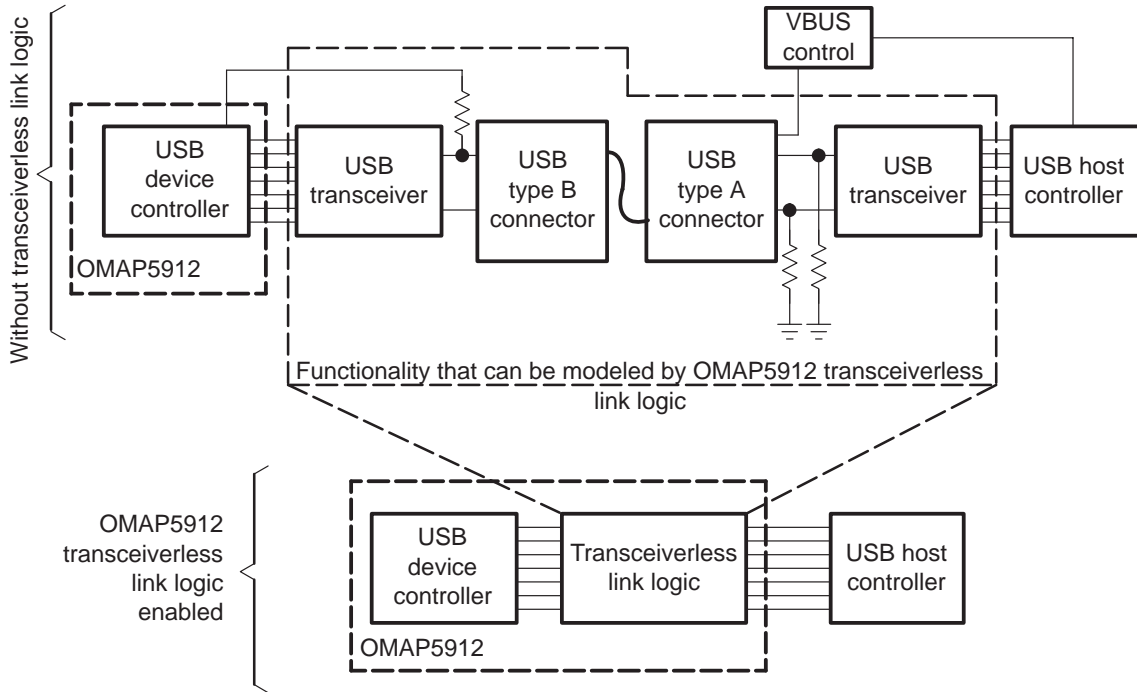 Without transceiverless link logic
VBUS
control
USB
device
controller
USB
transceiver
USB
type B
connector
USB
type A
connector
USB
transceiver
USB host
controller
OMAP5912
Functionality that can be modeled by OMAP5912 transceiverless
link logic
OMAP5912
transceiverless
link logic
enabled
USB
device
controller
Transceiverless
link logic
USB host
controller
OMAP5912